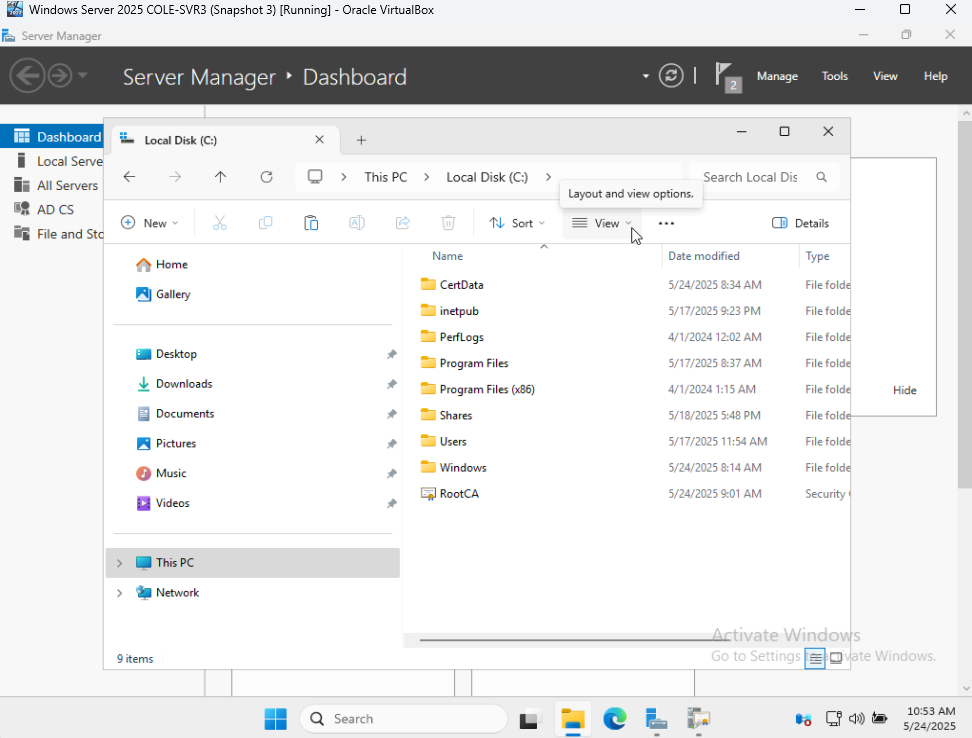 Windows Server 2025 COLE-SVR3 (Snapshot 3) [Running] - Oracle VirtualBox
Server Manager
Server Manager Dashboard
2
Manage
Tools
View
Help
Dashboard
Local Serve
All Servers
AD CS
File and Sto
Local Disk (C:)
This PC
Local Disk (C:)
Search Local Dis
Layout and view options.
New
Sort
View
Details
Home
Gallery
Desktop
Downloads
Documents
Pictures
Music
Videos
This PC
Network
Name Date modified Type
CertData 5/24/2025 8:34 AM File folde
inetpub 5/17/2025 9:23 PM File folde
PerfLogs 4/1/2024 12:02 AM File folde
Program Files 5/17/2025 8:37 AM File folde
Program Files (x86) 4/1/2024 1:15 AM File folde
Shares 5/18/2025 5:48 PM File folde
Users 5/17/2025 11:54 AM File folde
Windows 5/24/2025 8:14 AM File folde
RootCA 5/24/2025 9:01 AM Security
Hide
9 items
Activate Windows
Go to Settings to activate Windows.
Search
10:53 AM
5/24/2025